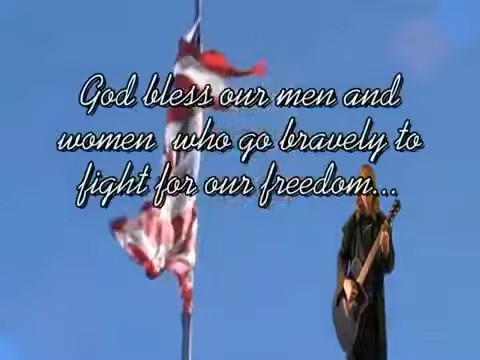 God bless our men and
women who go bravely to
fight for our freedom...